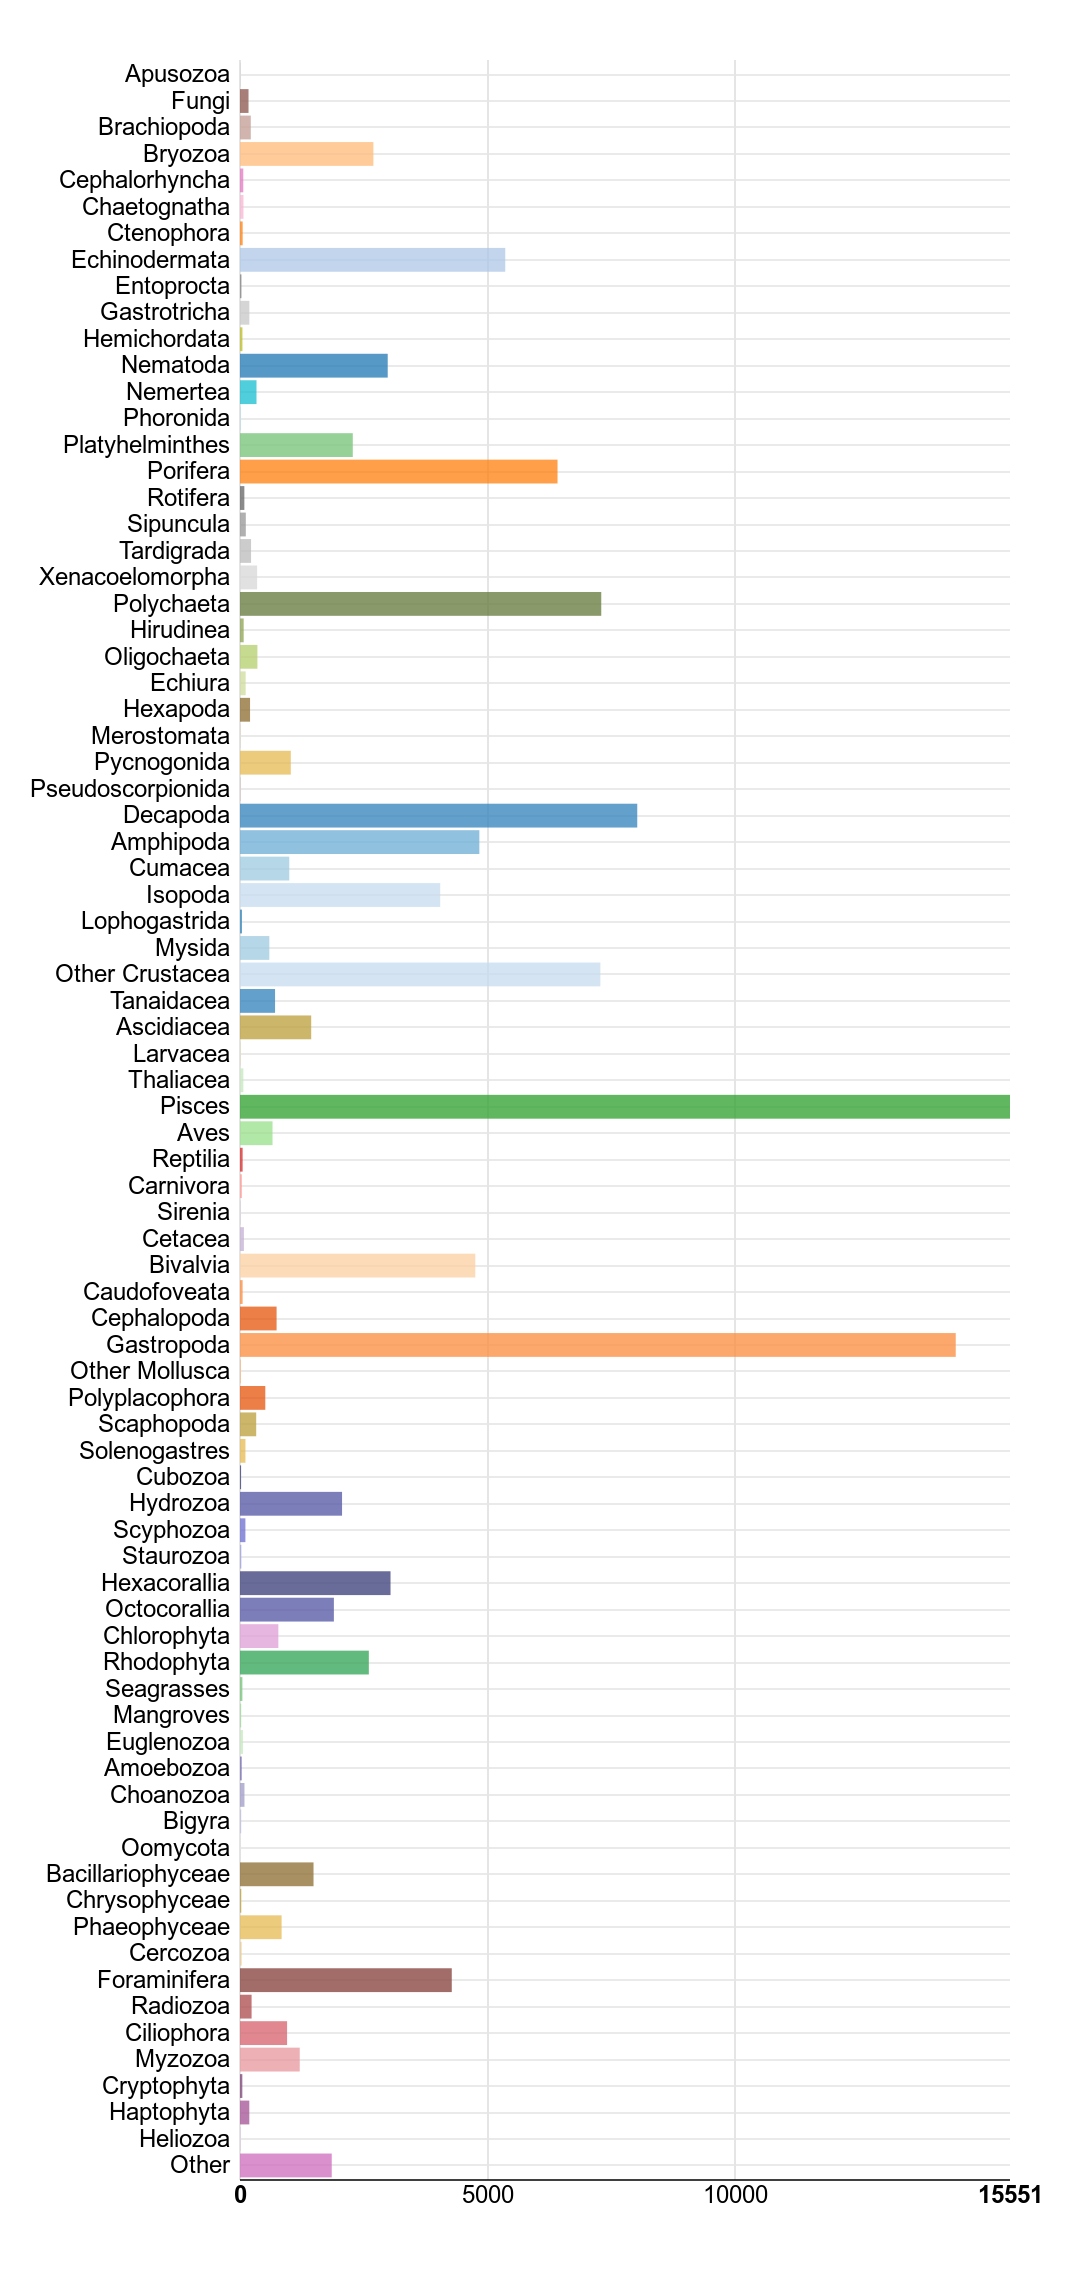 Apusozoa
Fungi
Brachiopoda
Bryozoa
Cephalorhyncha
Chaetognatha
Ctenophora
Echinodermata
Entoprocta
Gastrotricha
Hemichordata
Nematoda
Nemertea
Phoronida
Platyhelminthes
Porifera
Rotifera
Sipuncula
Tardigrada
Xenacoelomorpha
Polychaeta
Hirudinea
Oligochaeta
Echiura
Hexapoda
Merostomata
Pycnogonida
Pseudoscorpionida
Decapoda
Amphipoda
Cumacea
Isopoda
Lophogastrida
Mysida
Other Crustacea
Tanaidacea
Ascidiacea
Larvacea
Thaliacea
Pisces
Aves
Reptilia
Carnivora
Sirenia
Cetacea
Bivalvia
Caudofoveata
Cephalopoda
Gastropoda
Other Mollusca
Polyplacophora
Scaphopoda
Solenogastres
Cubozoa
Hydrozoa
Scyphozoa
Staurozoa
Hexacorallia
Octocorallia
Chlorophyta
Rhodophyta
Seagrasses
Mangroves
Euglenozoa
Amoebozoa
Choanozoa
Bigyra
Oomycota
Bacillariophyceae
Chrysophyceae
Phaeophyceae
Cercozoa
Foraminifera
Radiozoa
Ciliophora
Myzozoa
Cryptophyta
Haptophyta
Heliozoa
Other
0 5000 10000 15551